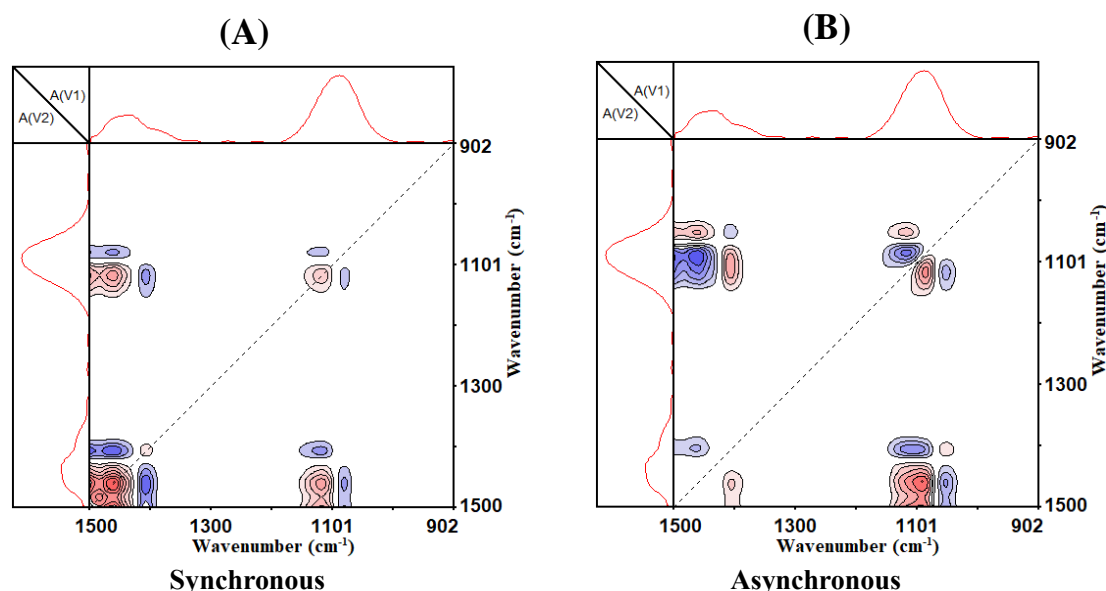 (A)
A(V1)
A(V2)
902
1101
1300
1500
Wavenumber (cm-1)
1500 1300 1101 902
Wavenumber (cm-1)
Synchronous
(B)
A(V1)
A(V2)
902
1101
1300
1500
Wavenumber (cm-1)
1500 1300 1101 902
Wavenumber (cm-1)
Asynchronous